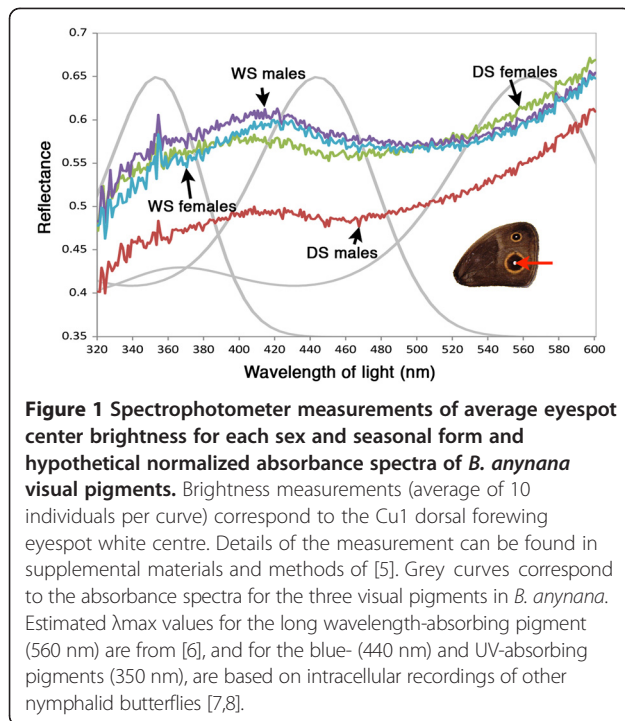 0.7
0.65
0.6
0.55
0.5
0.45
0.4
0.35
Reflectance
WS males
DS females
WS females
DS males
320 340 360 380 400 420 440 460 480 500 520 540 560 580 600
Wavelength of light (nm)
Figure 1 Spectrophotometer measurements of average eyespot
center brightness for each sex and seasonal form and
hypothetical normalized absorbance spectra of B. anynana
visual pigments. Brightness measurements (average of 10
individuals per curve) correspond to the Cu1 dorsal forewing
eyespot white centre. Details of the measurement can be found in
supplemental materials and methods of [5]. Grey curves correspond
to the absorbance spectra for the three visual pigments in B. anynana.
Estimated λmax values for the long wavelength-absorbing pigment
(560 nm) are from [6], and for the blue- (440 nm) and UV-absorbing
pigments (350 nm), are based on intracellular recordings of other
nymphalid butterflies [7,8].